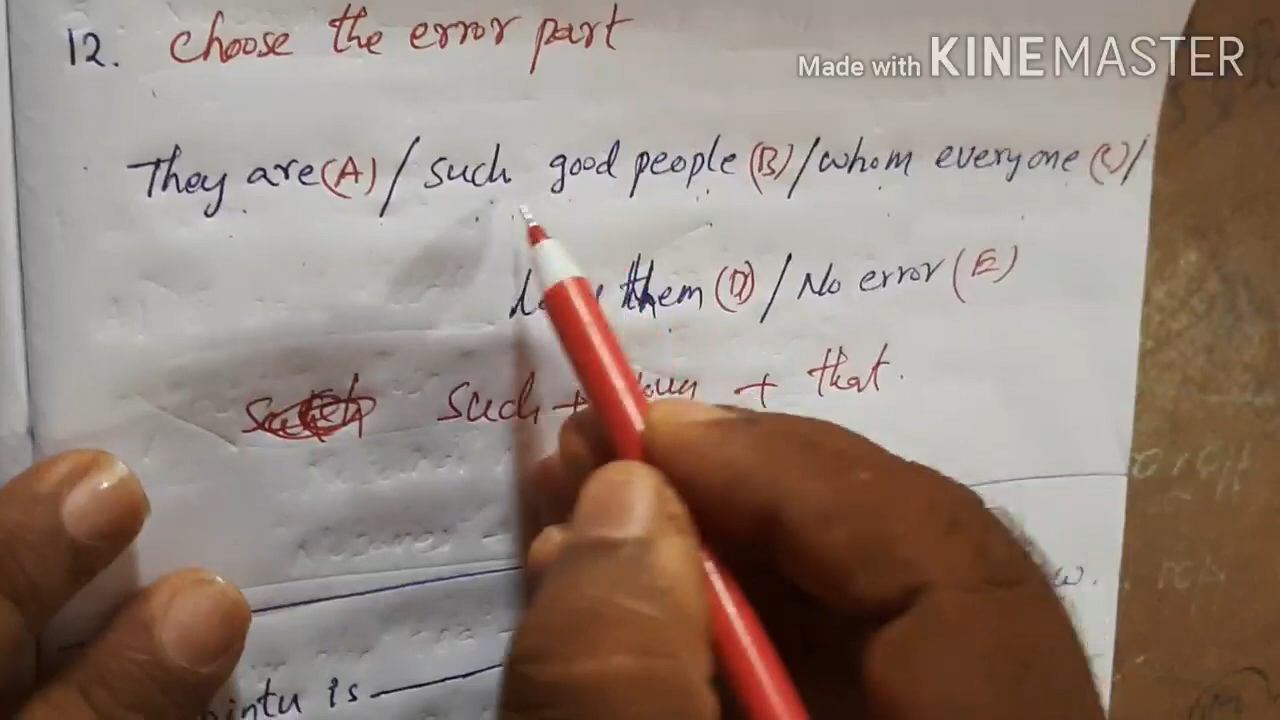 Made with KINEMASTER
12. choose the error part
They are (A) / such good people (B) / whom everyone (C) /
them (D) / No error (E)
such + + that.
intu is